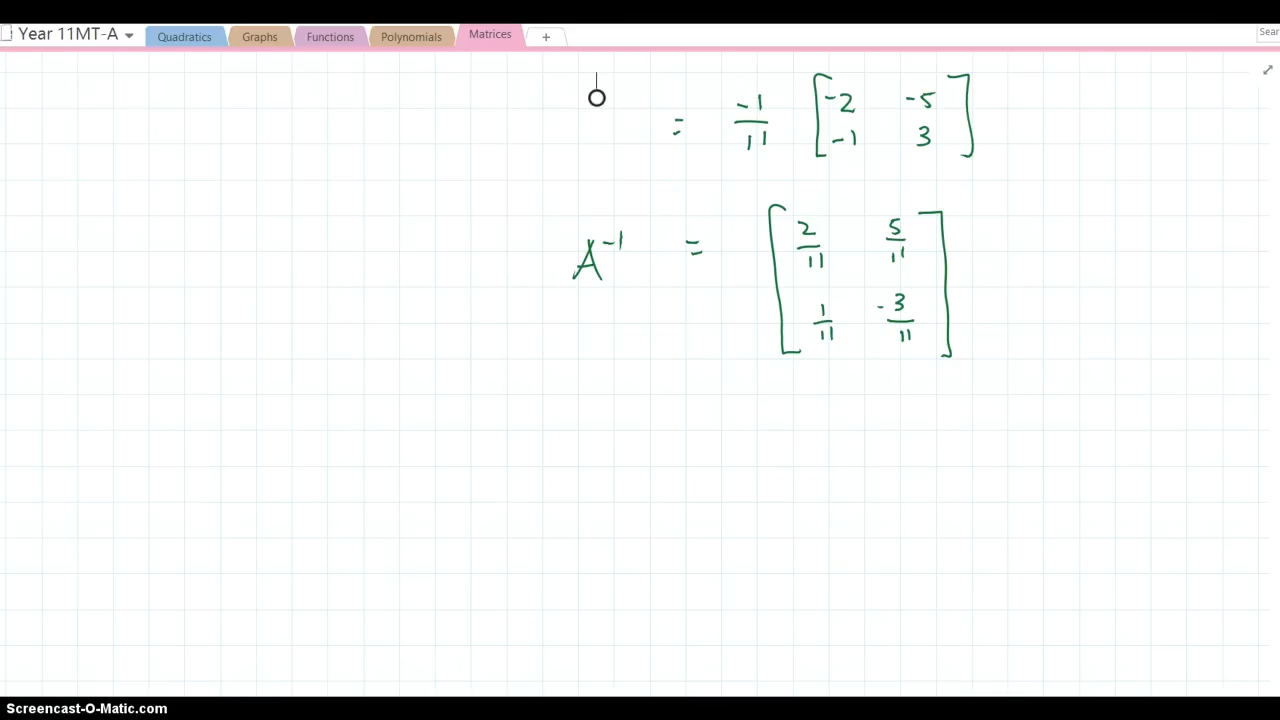 Year 11MT-A Quadratics Graphs Functions Polynomials Matrices + Sear
= -1/11 [-2 -5
-1 3]
A⁻¹ = [2/11 5/11
1/11 -3/11]
Screencast-O-Matic.com